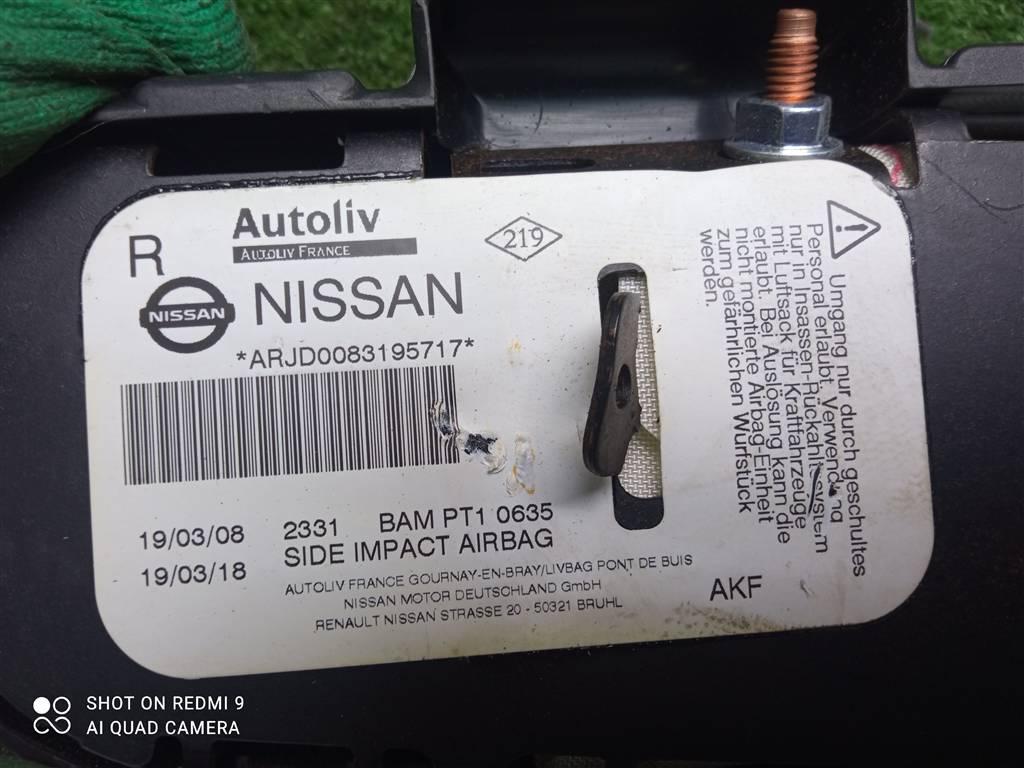 R
Autoliv
AUTOLIV FRANCE
219
NISSAN
NISSAN
*ARJD0083195717*
19/03/08 2331 BAM PT1 0635
19/03/18 SIDE IMPACT AIRBAG
AUTOLIV FRANCE GOURNAY-EN-BRAY/LIVBAG PONT DE BUIS
NISSAN MOTOR DEUTSCHLAND GmbH
RENAULT NISSAN STRASSE 20 - 50321 BRUHL
AKF
Umgang nur durch geschultes
Personal erlaubt. Verwendung
nur in Insassen-Rückahltesystem
mit Luftsack für Kraftfahrzeuge
erlaubt. Bei Auslösung kann die
nicht montierte Airbag-Einheit
zum gefährlichen Wurfstück
werden.
SHOT ON REDMI 9
AI QUAD CAMERA